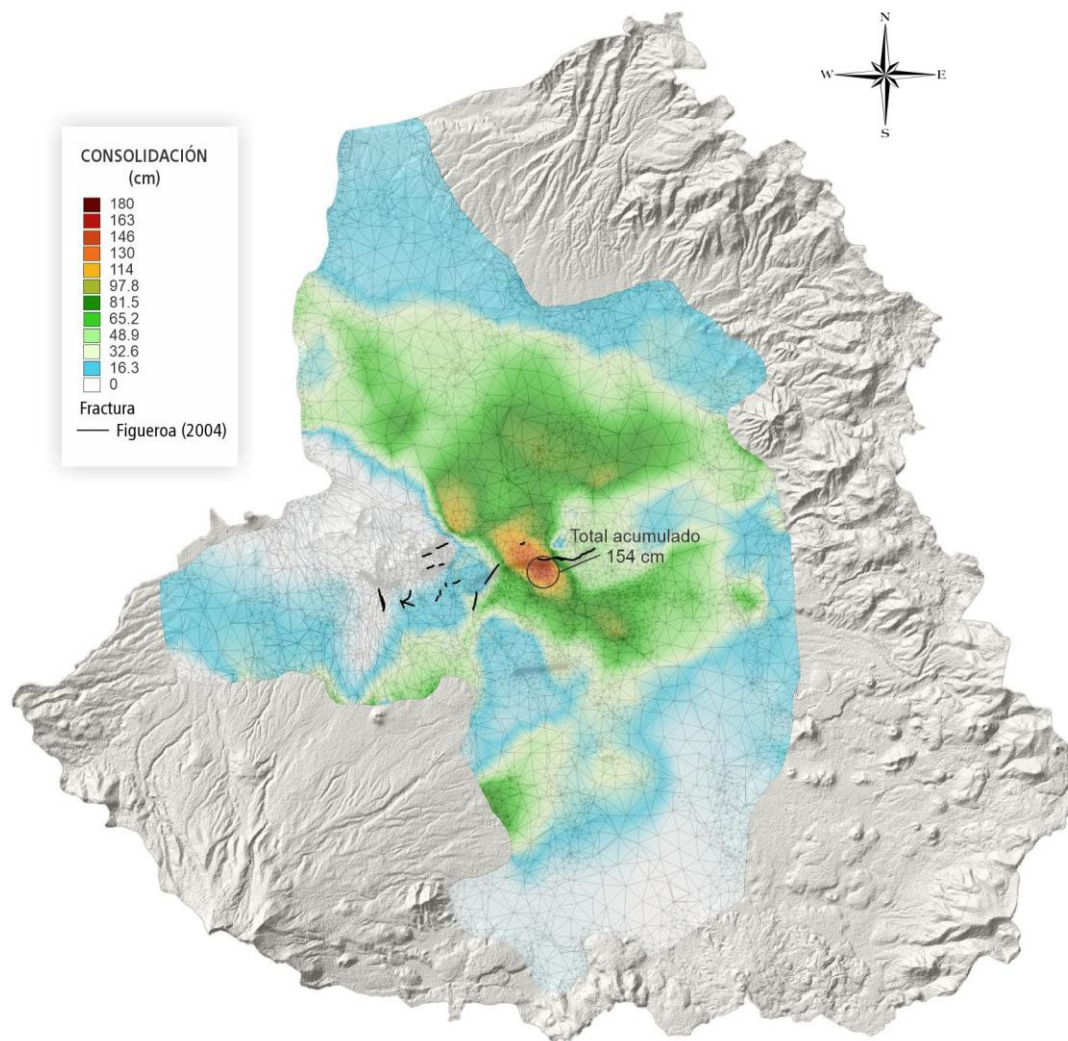 N
W
E
S
CONSOLIDACIÓN
(cm)
180
163
146
130
114
97.8
81.5
65.2
48.9
32.6
16.3
0
Fractura
Figueroa (2004)
Total acumulado
154 cm